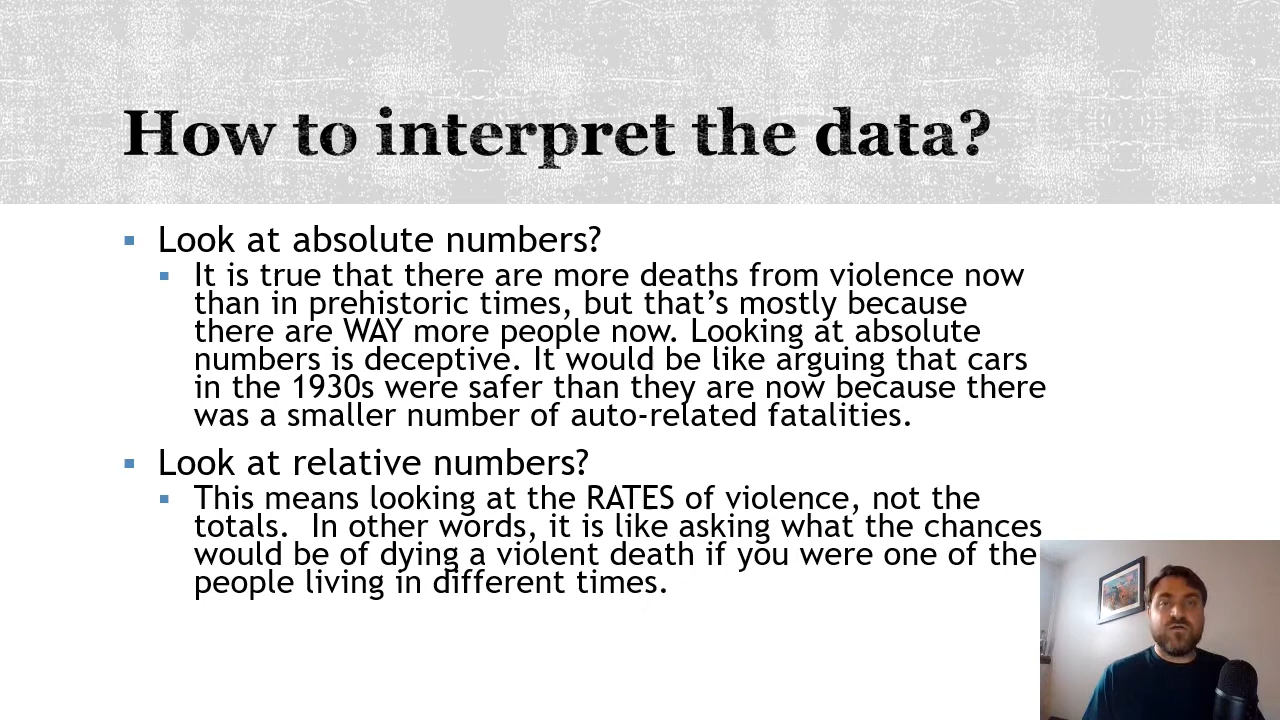 How to interpret the data?
Look at absolute numbers?
It is true that there are more deaths from violence now
than in prehistoric times, but that’s mostly because
there are WAY more people now. Looking at absolute
numbers is deceptive. It would be like arguing that cars
in the 1930s were safer than they are now because there
was a smaller number of auto-related fatalities.
Look at relative numbers?
This means looking at the RATES of violence, not the
totals.  In other words, it is like asking what the chances
would be of dying a violent death if you were one of the
people living in different times.